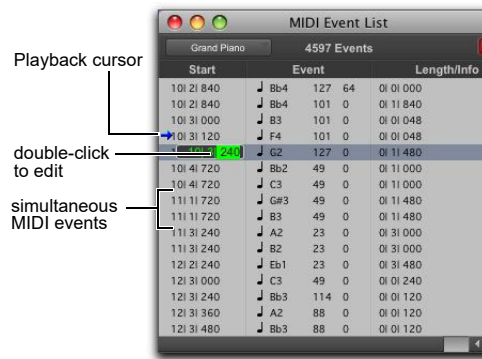 MIDI Event List
Grand Piano 4597 Events
Start Event Length/Info
10| 2| 840 Bb4 127 64 0| 0| 000
10| 2| 840 Bb4 101 0 0| 1| 840
10| 3| 000 B3 101 0 0| 0| 048
10| 3| 120 F4 101 0 0| 0| 048
240 G2 127 0 0| 1| 480
10| 4| 720 Bb2 49 0 0| 1| 000
10| 4| 720 C3 49 0 0| 1| 000
11| 1| 720 G#3 49 0 0| 1| 480
11| 1| 720 B3 49 0 0| 1| 480
11| 3| 240 A2 23 0 0| 3| 000
11| 3| 240 B2 23 0 0| 3| 000
12| 2| 240 Eb1 23 0 0| 3| 480
12| 3| 000 C3 49 0 0| 0| 240
12| 3| 240 Bb3 114 0 0| 0| 120
12| 3| 360 A2 88 0 0| 0| 120
12| 3| 480 Bb3 88 0 0| 0| 120
Playback cursor
double-click
to edit
simultaneous
MIDI events